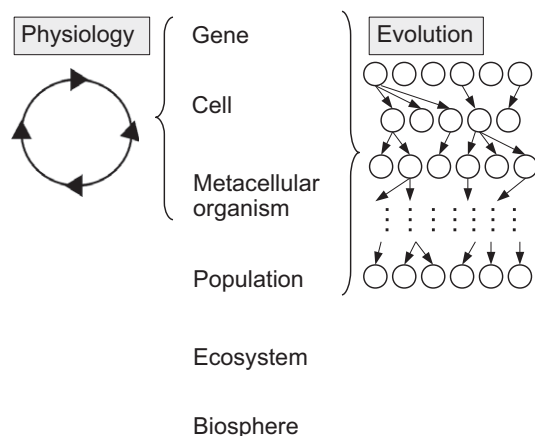 Physiology
Gene
Evolution
Cell
Metacellular
organism
Population
Ecosystem
Biosphere